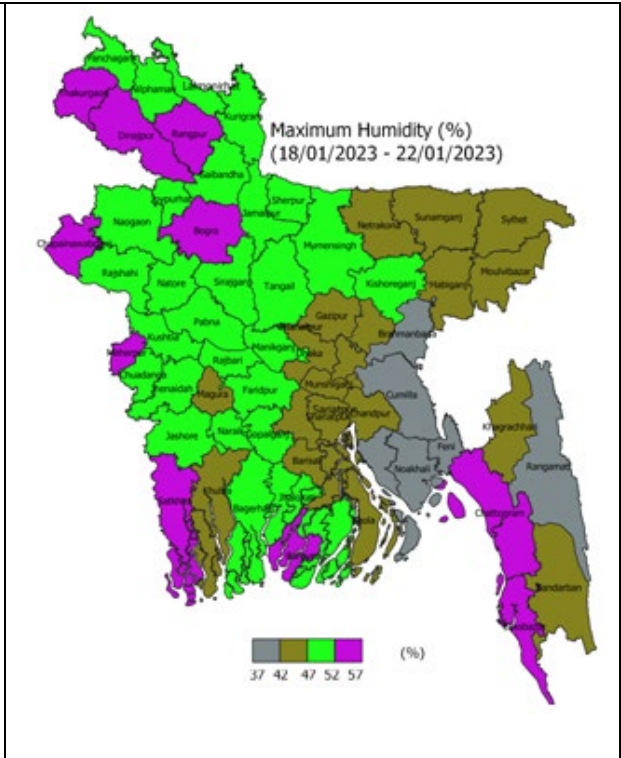 Panchagarh
Nilphamari
Lalmonirhat
Thakurgaon
Dinajpur
Rangpur
Kurigram
Maximum Humidity (%)
(18/01/2023 - 22/01/2023)
Gaibandha
Joypurhat
Sherpur
Naogaon
Bogra
Jamalpur
Netrakona
Sunamganj
Sylhet
Chapainawabganj
Mymensingh
Rajshahi
Natore
Sirajganj
Tangail
Kishoreganj
Habiganj
Moulvibazar
Pabna
Gazipur
Kushtia
Manikganj
Dhaka
Meherpur
Rajbari
Chuadanga
Jhenaidah
Magura
Faridpur
Munshiganj
Cumilla
Chandpur
Khagrachhari
Jashore
Narail
Gopalganj
Feni
Rangamati
Barisal
Noakhali
Satkhira
Khulna
Bagerhat
Bhola
Chattogram
Bandarban
(%)
37 42 47 52 57